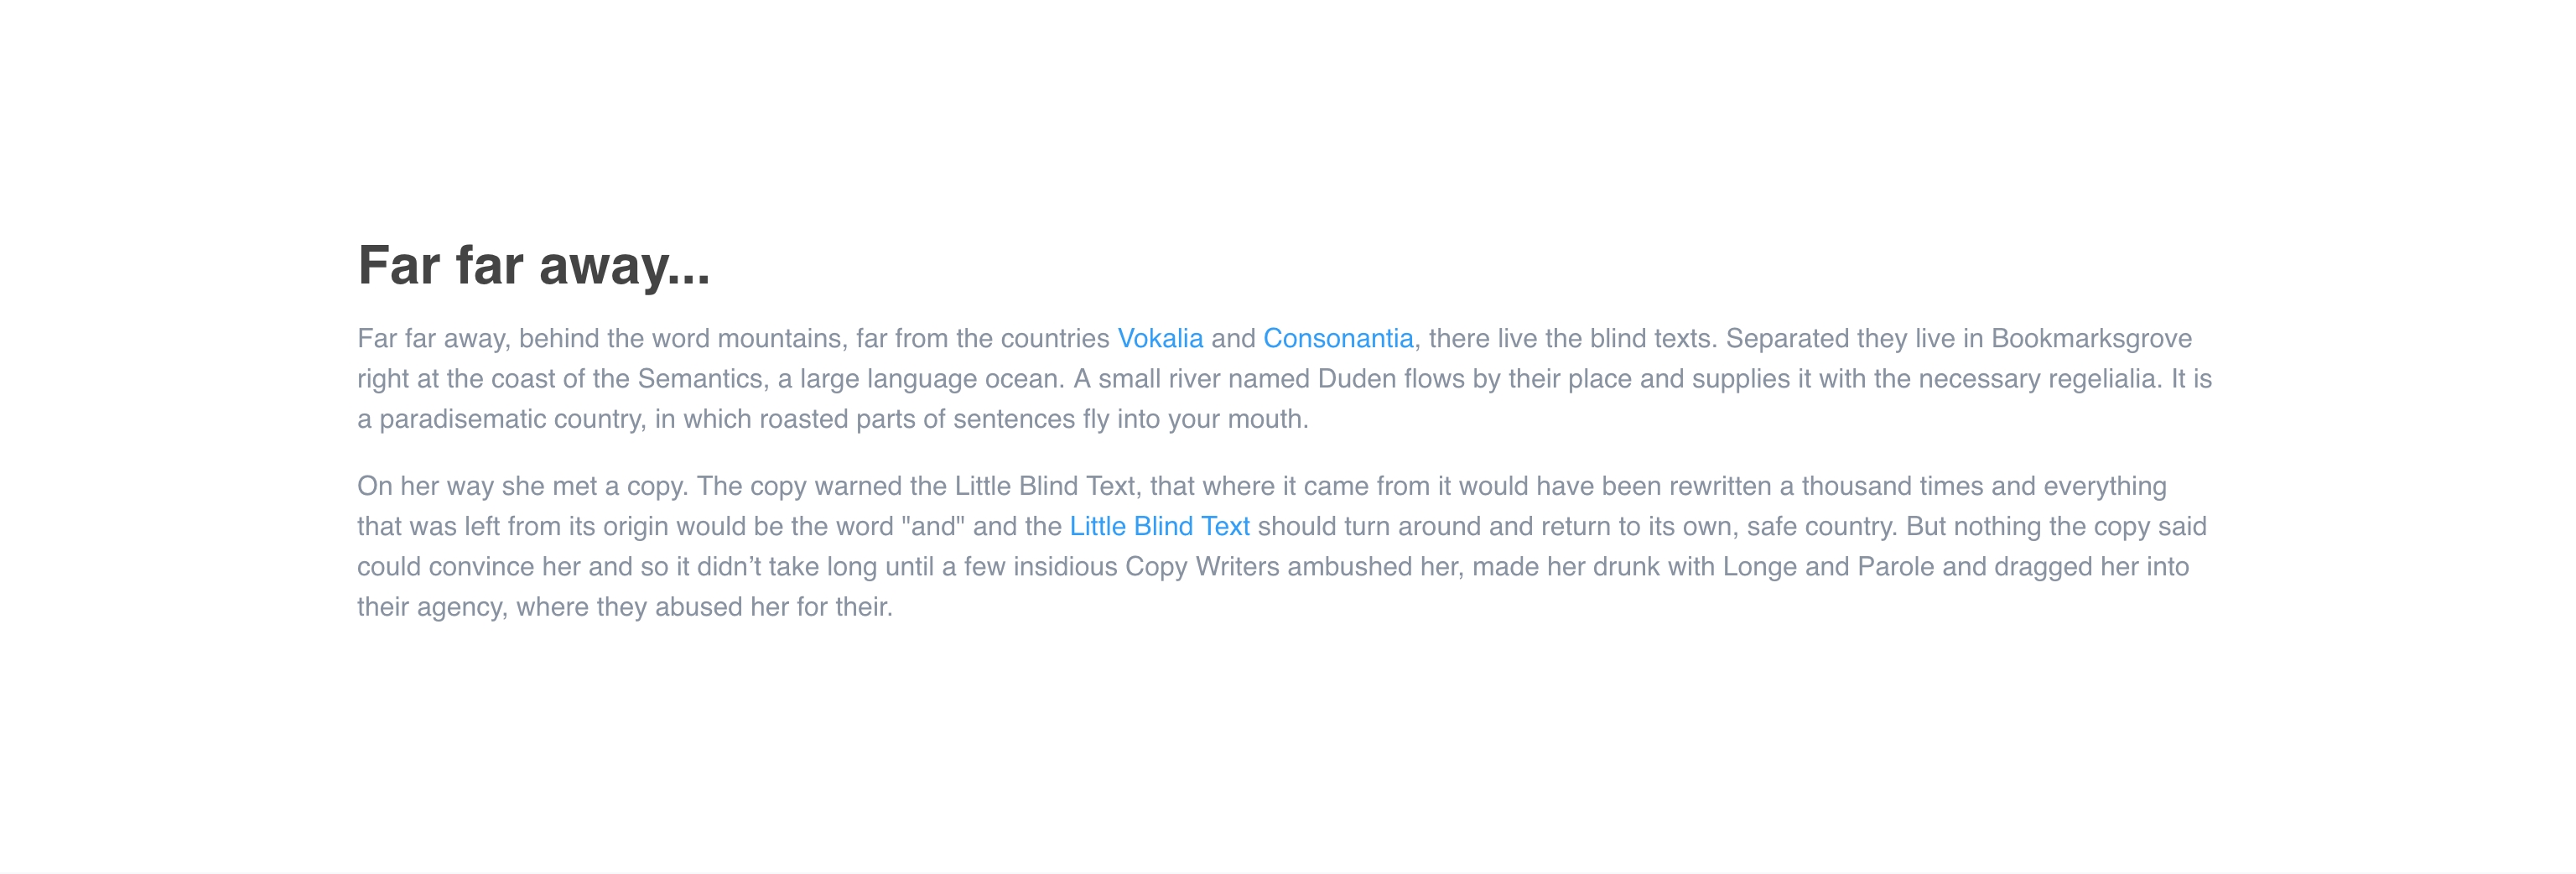 Far far away...
Far far away, behind the word mountains, far from the countries Vokalia and Consonantia, there live the blind texts. Separated they live in Bookmarksgrove
right at the coast of the Semantics, a large language ocean. A small river named Duden flows by their place and supplies it with the necessary regelialia. It is
a paradisematic country, in which roasted parts of sentences fly into your mouth.
On her way she met a copy. The copy warned the Little Blind Text, that where it came from it would have been rewritten a thousand times and everything
that was left from its origin would be the word "and" and the Little Blind Text should turn around and return to its own, safe country. But nothing the copy said
could convince her and so it didn’t take long until a few insidious Copy Writers ambushed her, made her drunk with Longe and Parole and dragged her into
their agency, where they abused her for their.